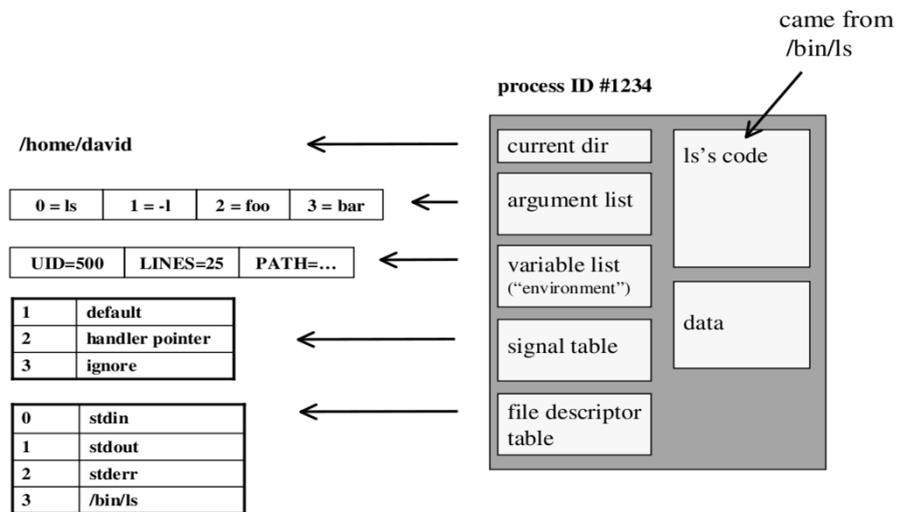 came from
/bin/ls
process ID #1234
/home/david
current dir
ls’s code
0 = ls 1 = -l 2 = foo 3 = bar
argument list
UID=500 LINES=25 PATH=…
variable list
(“environment”)
1 default
2 handler pointer
3 ignore
signal table
data
0 stdin
1 stdout
2 stderr
3 /bin/ls
file descriptor
table